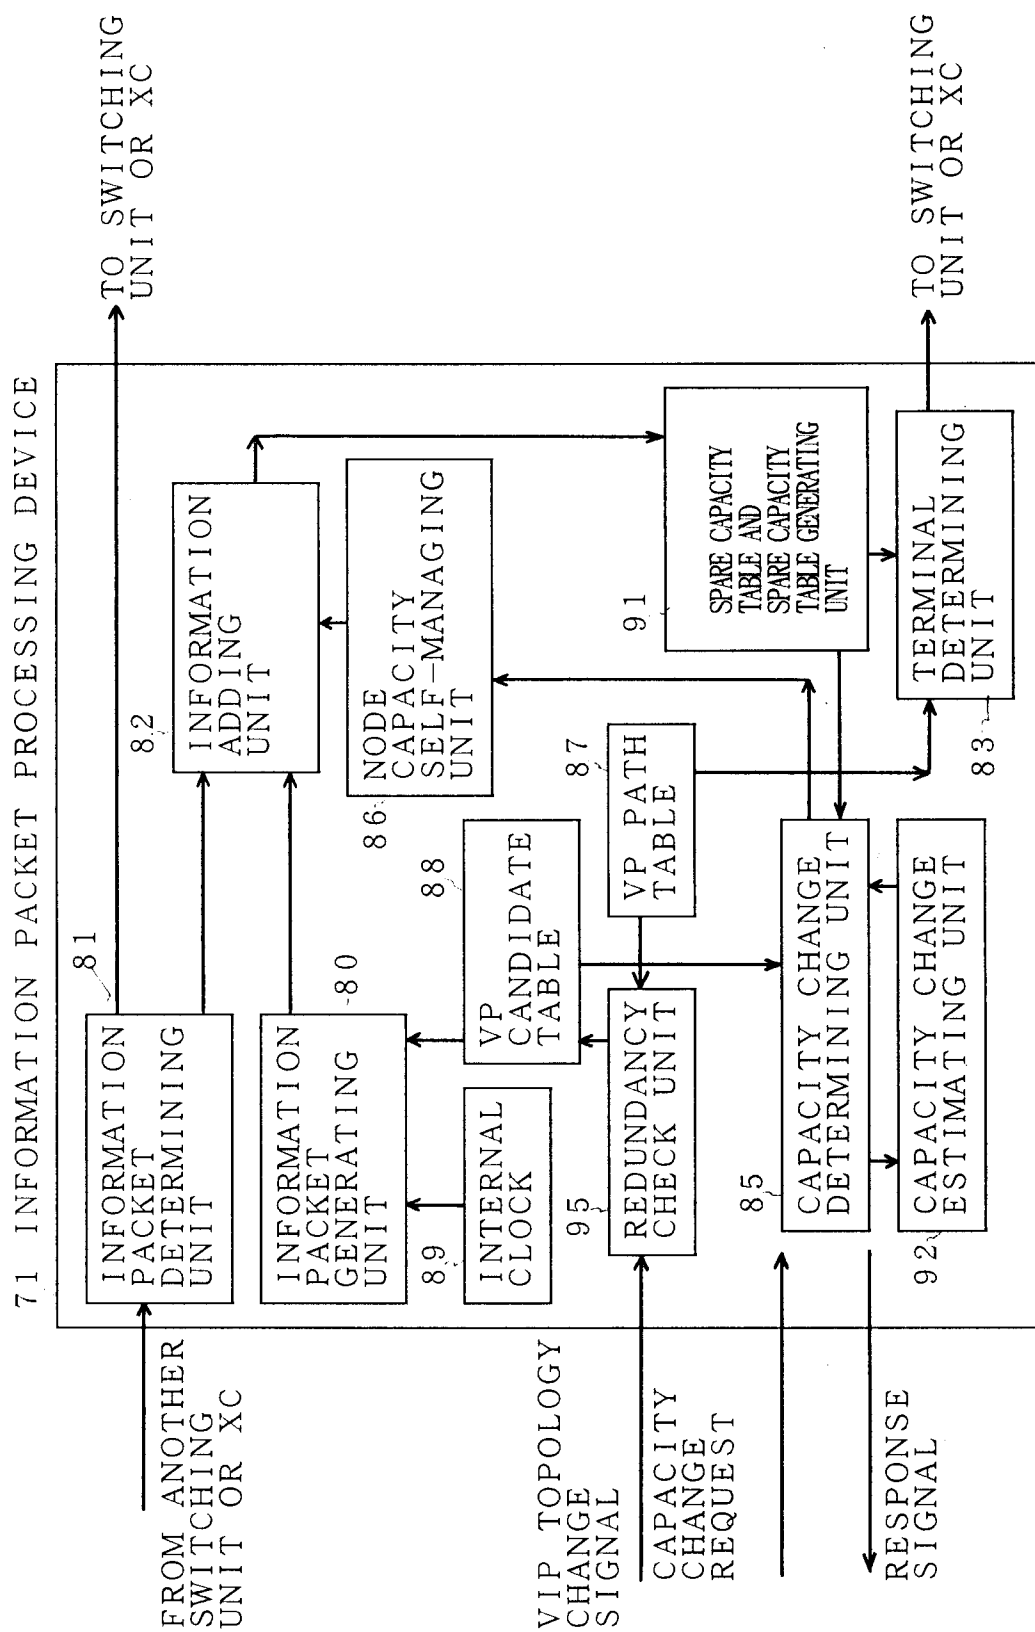 71 INFORMATION PACKET PROCESSING DEVICE
FROM ANOTHER
SWITCHING
UNIT OR XC
INFORMATION
PACKET
DETERMINING
UNIT
81
TO SWITCHING
UNIT OR XC
82
INFORMATION
ADDING
UNIT
INFORMATION
PACKET
GENERATING
UNIT
80
86
NODE
CAPACITY
SELF-MANAGING
UNIT
89
INTERNAL
CLOCK
88
VP
CANDIDATE
TABLE
VIP TOPOLOGY
CHANGE
SIGNAL
95
REDUNDANCY
CHECK UNIT
87
VP PATH
TABLE
91
SPARE CAPACITY
TABLE AND
SPARE CAPACITY
TABLE GENERATING
UNIT
CAPACITY
CHANGE
REQUEST
85
CAPACITY CHANGE
DETERMINING UNIT
RESPONSE
SIGNAL
92
CAPACITY CHANGE
ESTIMATING UNIT
83
TERMINAL
DETERMINING
UNIT
TO SWITCHING
UNIT OR XC